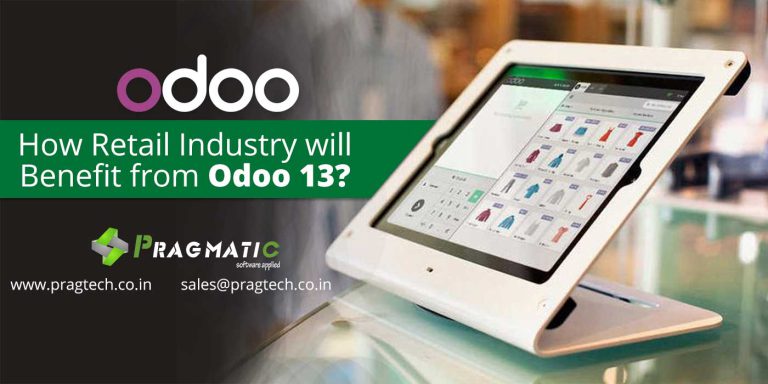 odoo
How Retail Industry will
Benefit from Odoo 13?
PRAGMATIC
software applied
www.pragtech.co.in sales@pragtech.co.in
odoo